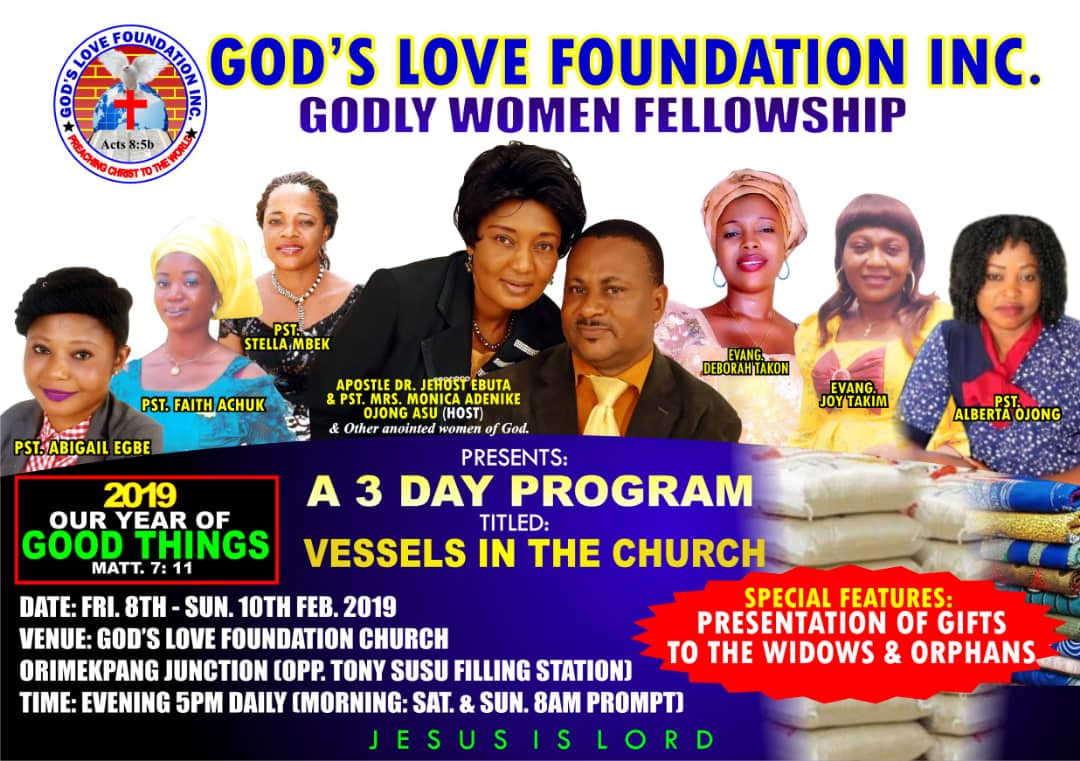 GOD'S LOVE FOUNDATION INC.
Acts 8:5b
PREACHING CHRIST TO THE WORLD
GOD'S LOVE FOUNDATION INC.
GODLY WOMEN FELLOWSHIP
PST. ABIGAIL EGBE
PST. FAITH ACHUK
PST.
STELLA MBEK
APOSTLE DR. JEHOST EBUTA
& PST. MRS. MONICA ADENIKE
OJONG ASU (HOST)
& Other anointed women of God.
EVANG.
DEBORAH TAKON
EVANG.
JOY TAKIM
PST.
ALBERTA OJONG
PRESENTS:
A 3 DAY PROGRAM
TITLED:
VESSELS IN THE CHURCH
2019
OUR YEAR OF
GOOD THINGS
MATT. 7: 11
DATE: FRI. 8TH - SUN. 10TH FEB. 2019
VENUE: GOD'S LOVE FOUNDATION CHURCH
ORIMEKPANG JUNCTION (OPP. TONY SUSU FILLING STATION)
TIME: EVENING 5PM DAILY (MORNING: SAT. & SUN. 8AM PROMPT)
SPECIAL FEATURES:
PRESENTATION OF GIFTS
TO THE WIDOWS & ORPHANS
JESUS IS LORD